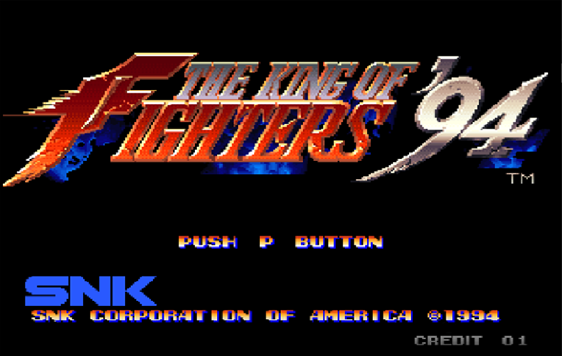 THE KING OF
FIGHTERS '94
TM
PUSH P BUTTON
SNK
SNK CORPORATION OF AMERICA ©1994
CREDIT 01